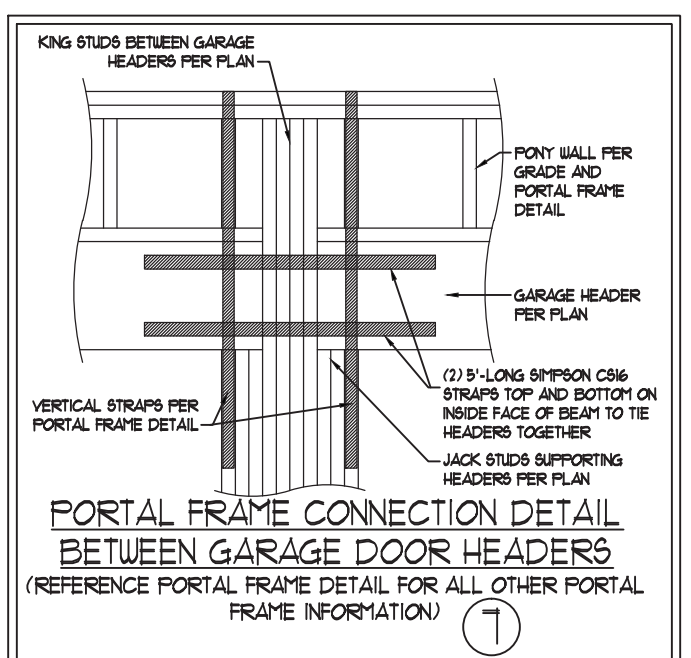 KING STUDS BETWEEN GARAGE
HEADERS PER PLAN
PONY WALL PER
GRADE AND
PORTAL FRAME
DETAIL
GARAGE HEADER
PER PLAN
(2) 5'-LONG SIMPSON CS16
STRAPS TOP AND BOTTOM ON
INSIDE FACE OF BEAM TO TIE
HEADERS TOGETHER
VERTICAL STRAPS PER
PORTAL FRAME DETAIL
JACK STUDS SUPPORTING
HEADERS PER PLAN
PORTAL FRAME CONNECTION DETAIL
BETWEEN GARAGE DOOR HEADERS
(REFERENCE PORTAL FRAME DETAIL FOR ALL OTHER PORTAL
FRAME INFORMATION)
7